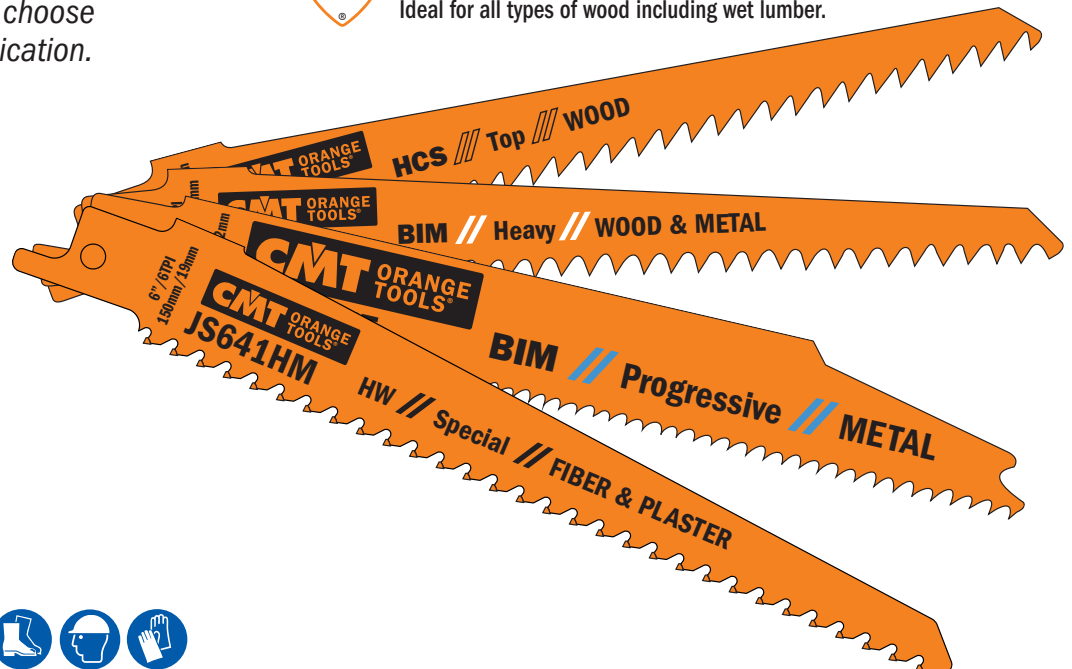 choose
ication.
®
Ideal for all types of wood including wet lumber.
ORANGE
TOOLS®
HCS /// Top /// WOOD
mm
CMT ORANGE
TOOLS®
BIM // Heavy // WOOD & METAL
2mm
CMT ORANGE
TOOLS®
BIM // Progressive // METAL
6"/6TPI
150mm/19mm
CMT ORANGE
TOOLS®
JS641HM
HW // Special // FIBER & PLASTER